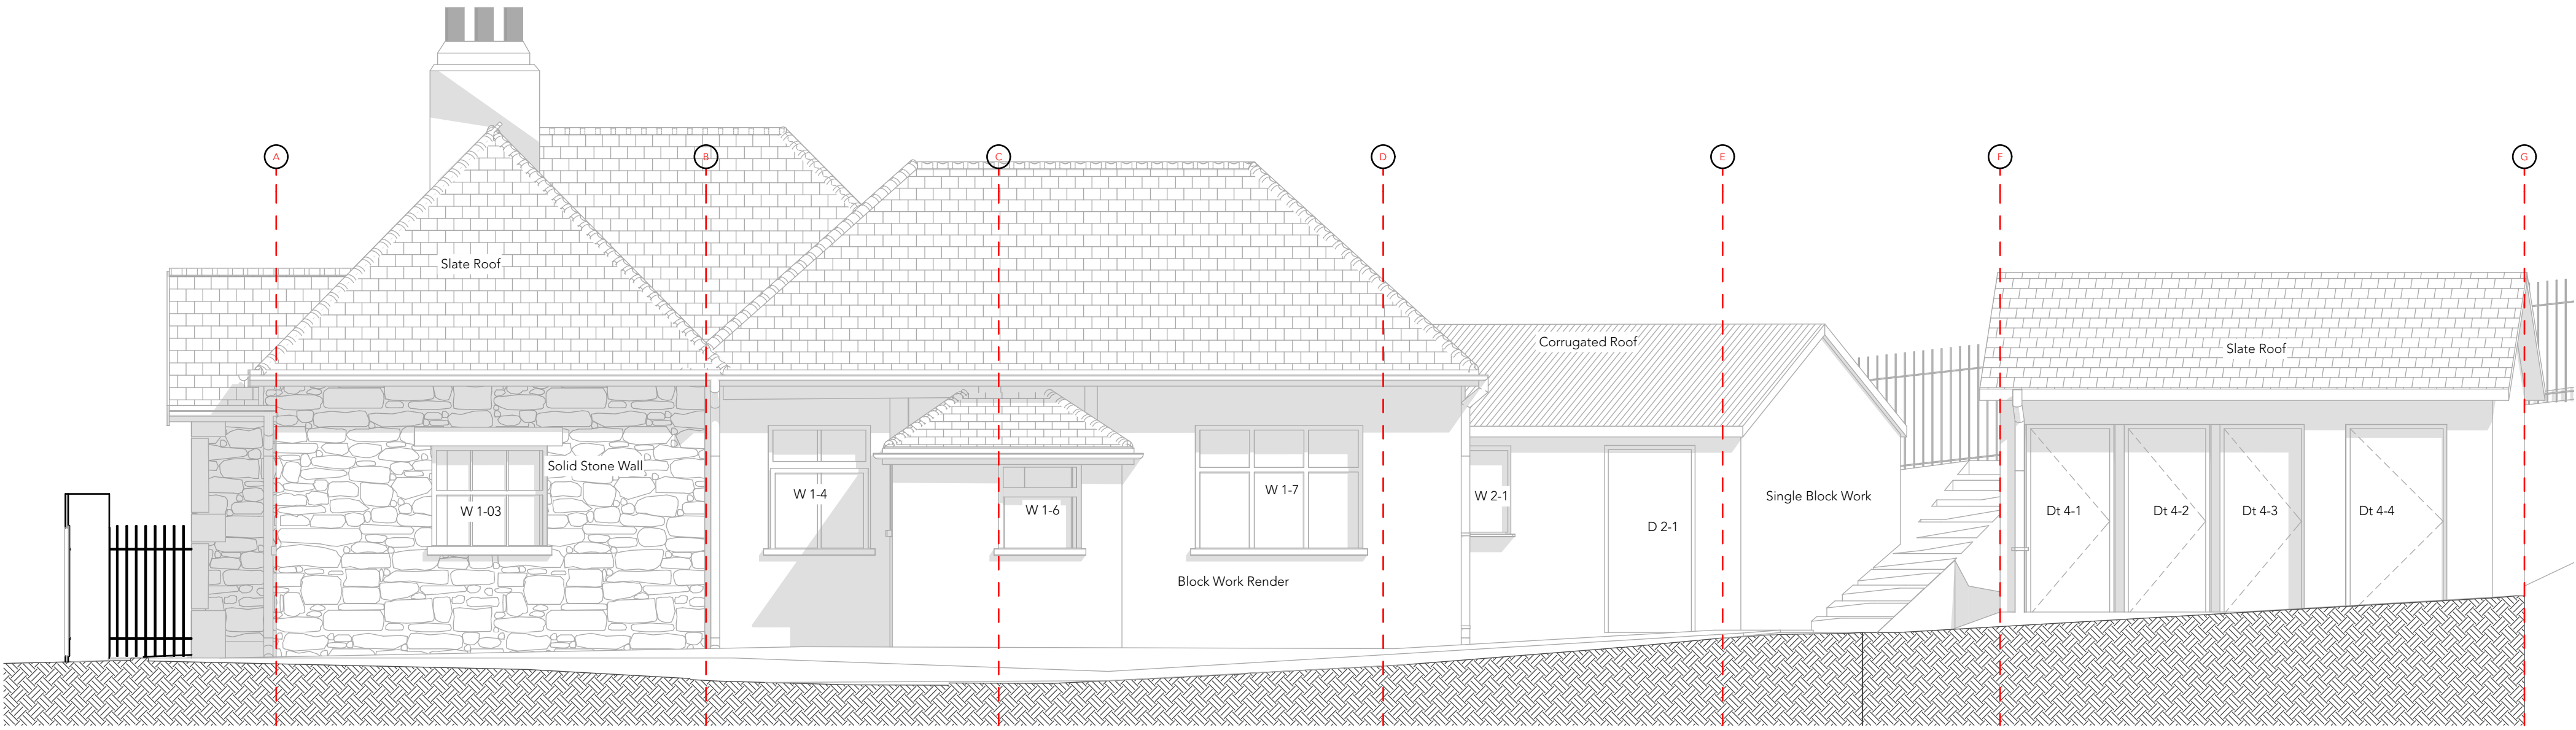 A
B
C
D
E
F
G
Slate Roof
Corrugated Roof
Slate Roof
Solid Stone Wall
W 1-03
W 1-4
W 1-6
W 1-7
W 2-1
Single Block Work
D 2-1
Dt 4-1
Dt 4-2
Dt 4-3
Dt 4-4
Block Work Render